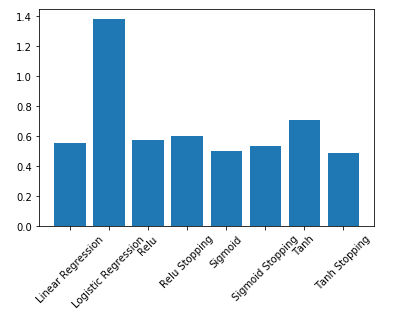 1.4
1.2
1.0
0.8
0.6
0.4
0.2
0.0
Linear Regression
Logistic Regression
Relu
Relu Stopping
Sigmoid
Sigmoid Stopping
Tanh
Tanh Stopping